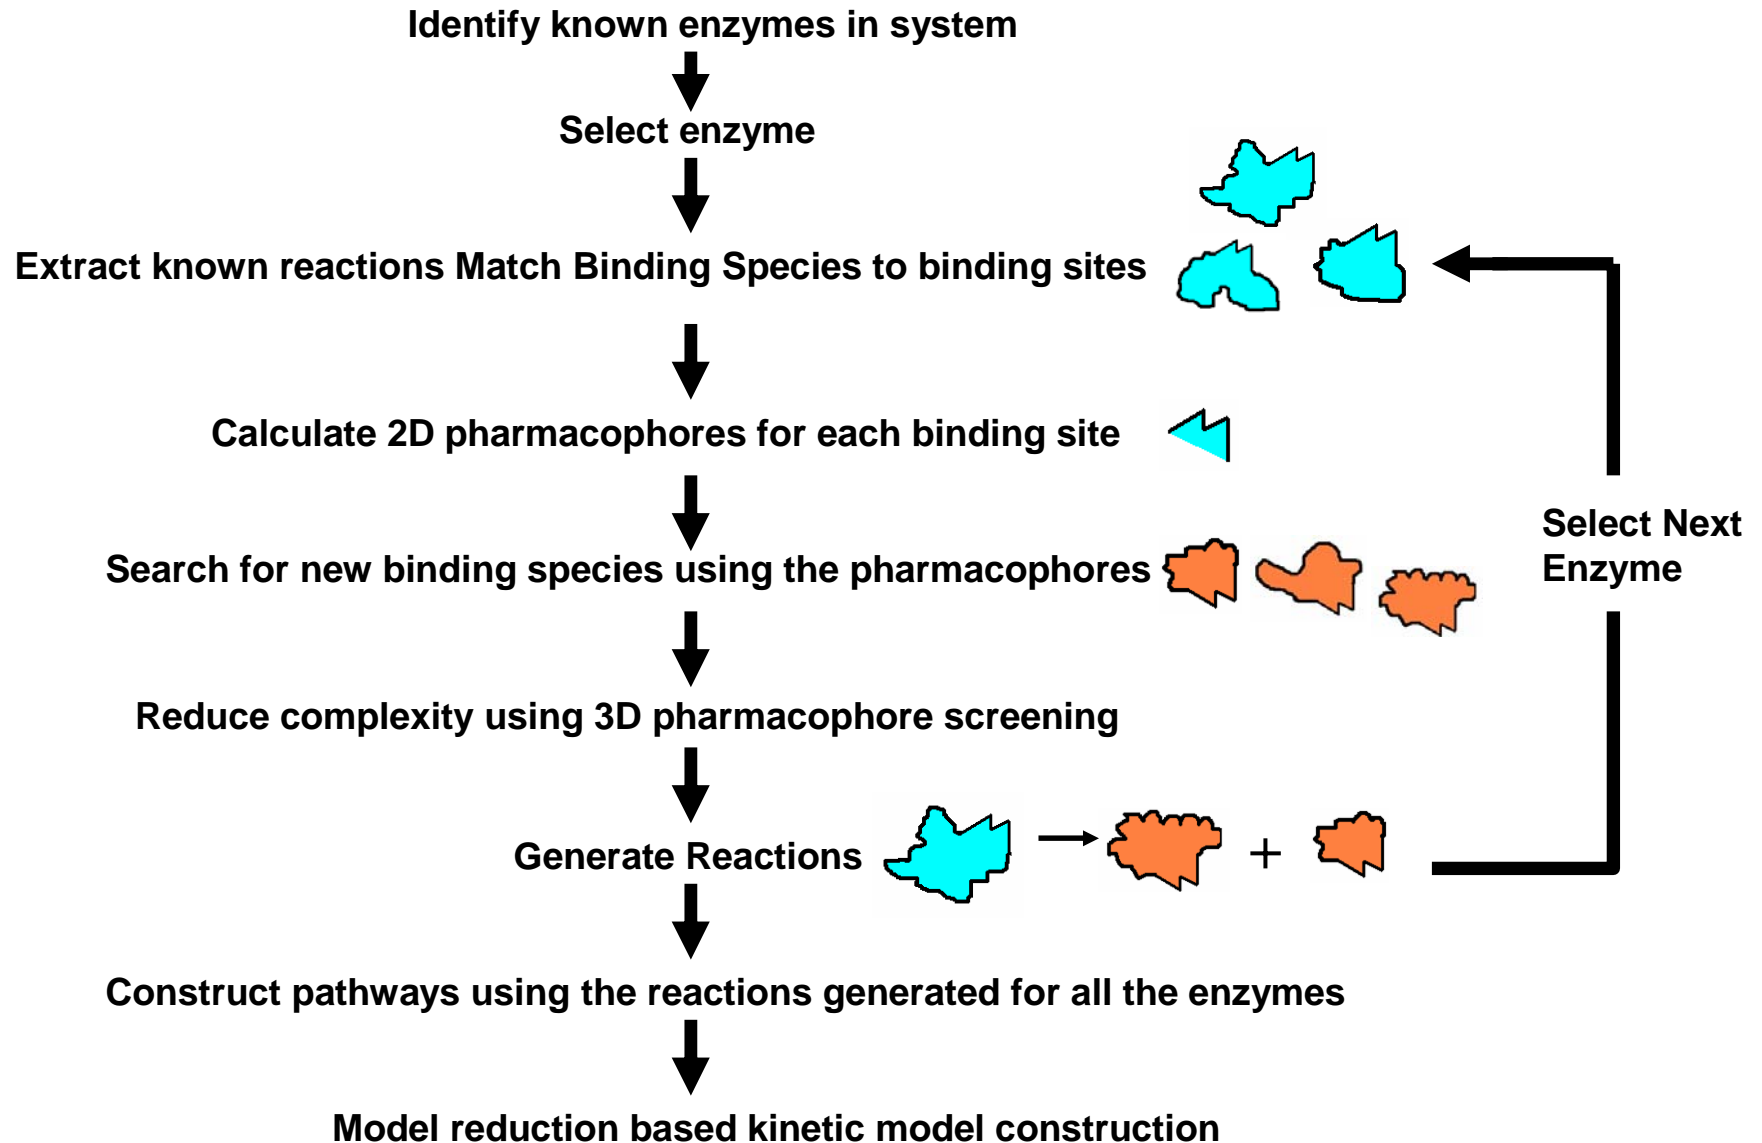 Identify known enzymes in system
Select enzyme
Extract known reactions Match Binding Species to binding sites
Calculate 2D pharmacophores for each binding site
Select Next
Enzyme
Search for new binding species using the pharmacophores
Reduce complexity using 3D pharmacophore screening
Generate Reactions
+
Construct pathways using the reactions generated for all the enzymes
Model reduction based kinetic model construction